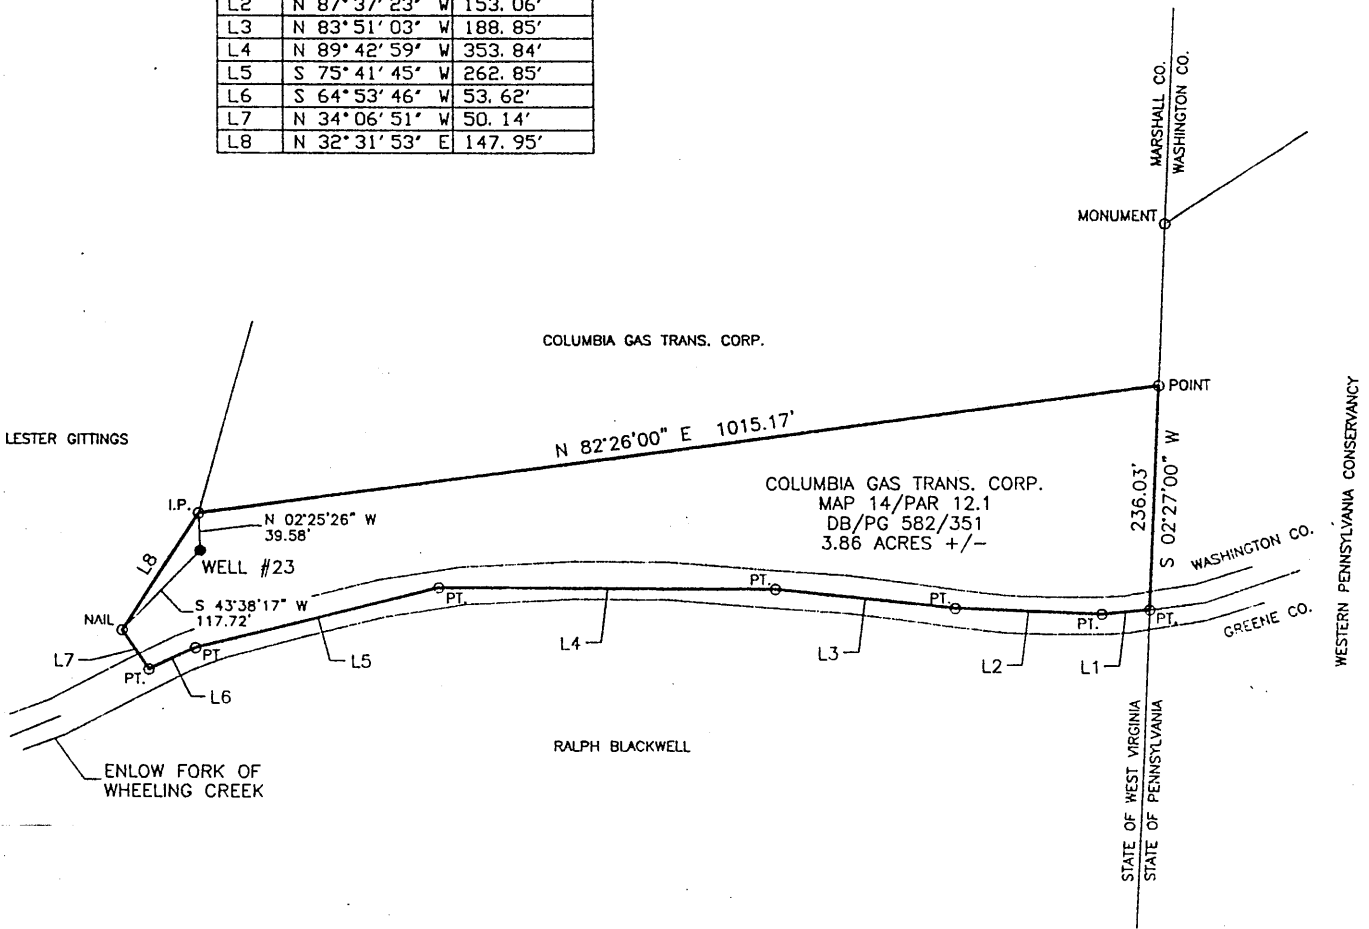 L2 N 87°37'23" W 153.06'
L3 N 83°51'03" W 188.85'
L4 N 89°42'59" W 353.84'
L5 S 75°41'45" W 262.85'
L6 S 64°53'46" W 53.62'
L7 N 34°06'51" W 50.14'
L8 N 32°31'53" E 147.95'
MARSHALL CO.
WASHINGTON CO.
MONUMENT
COLUMBIA GAS TRANS. CORP.
POINT
LESTER GITTINGS
N 82°26'00" E 1015.17'
WESTERN PENNSYLVANIA CONSERVANCY
COLUMBIA GAS TRANS. CORP.
MAP 14/PAR 12.1
DB/PG 582/351
3.86 ACRES +/-
236.03'
S 02°27'00" W
I.P.
N 02°25'26" W
39.58'
WELL #23
L8
S 43°38'17" W
117.72'
NAIL
WASHINGTON CO.
GREENE CO.
PT.
PT.
PT.
PT.
PT.
PT.
PT.
L7
L6
L5
L4
L3
L2
L1
RALPH BLACKWELL
ENLOW FORK OF
WHEELING CREEK
STATE OF WEST VIRGINIA
STATE OF PENNSYLVANIA